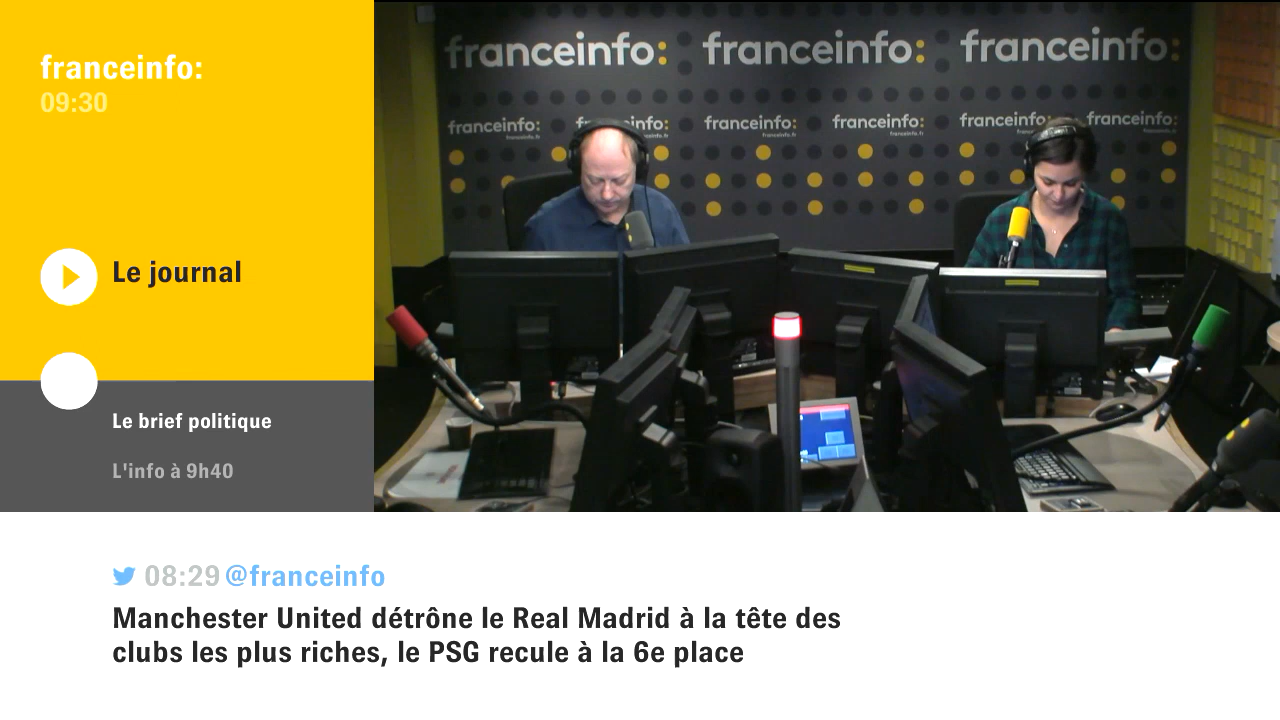 franceinfo:
09:30
Le journal
Le brief politique
L'info à 9h40
franceinfo: franceinfo: franceinfo:
franceinfo: franceinfo: franceinfo: franceinfo: franceinfo: franceinfo:
08:29 @franceinfo
Manchester United détrône le Real Madrid à la tête des
clubs les plus riches, le PSG recule à la 6e place